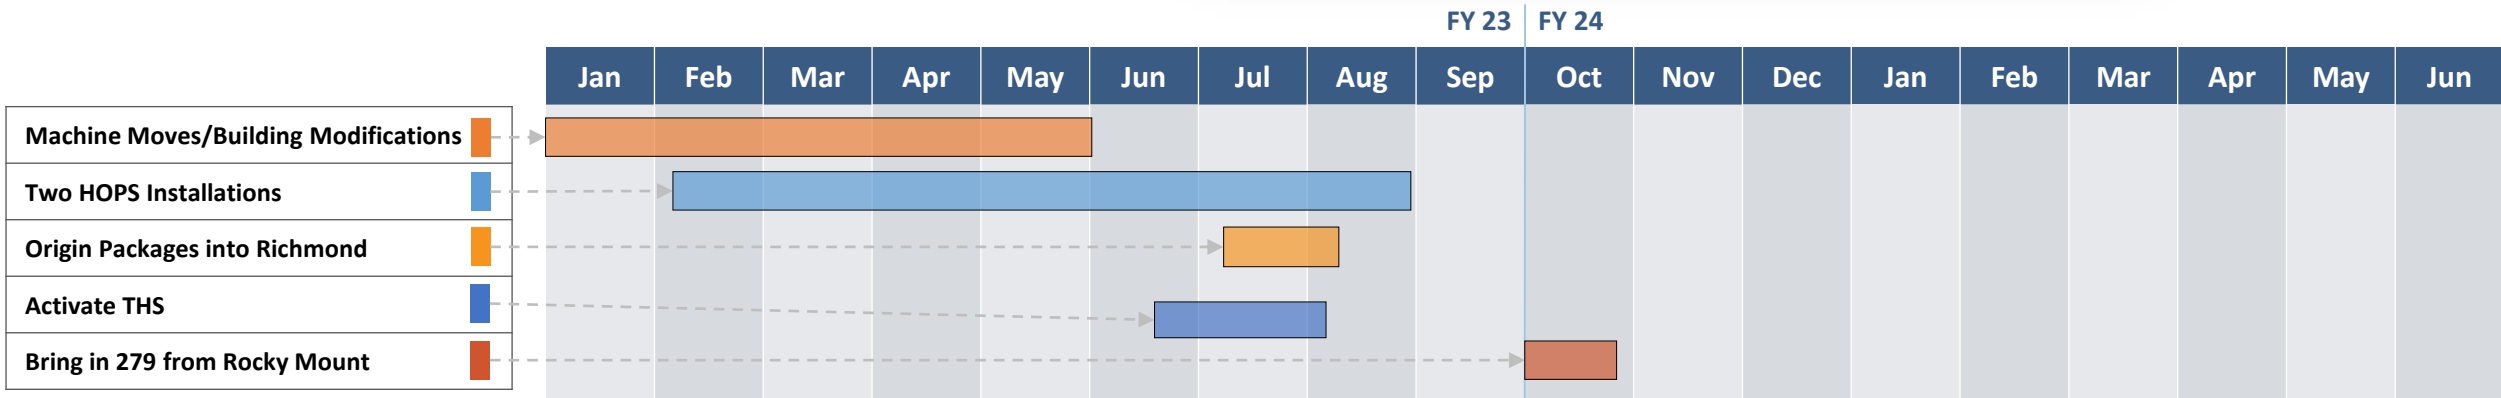 FY 23 FY 24
Jan Feb Mar Apr May Jun Jul Aug Sep Oct Nov Dec Jan Feb Mar Apr May Jun
Machine Moves/Building Modifications
Two HOPS Installations
Origin Packages into Richmond
Activate THS
Bring in 279 from Rocky Mount